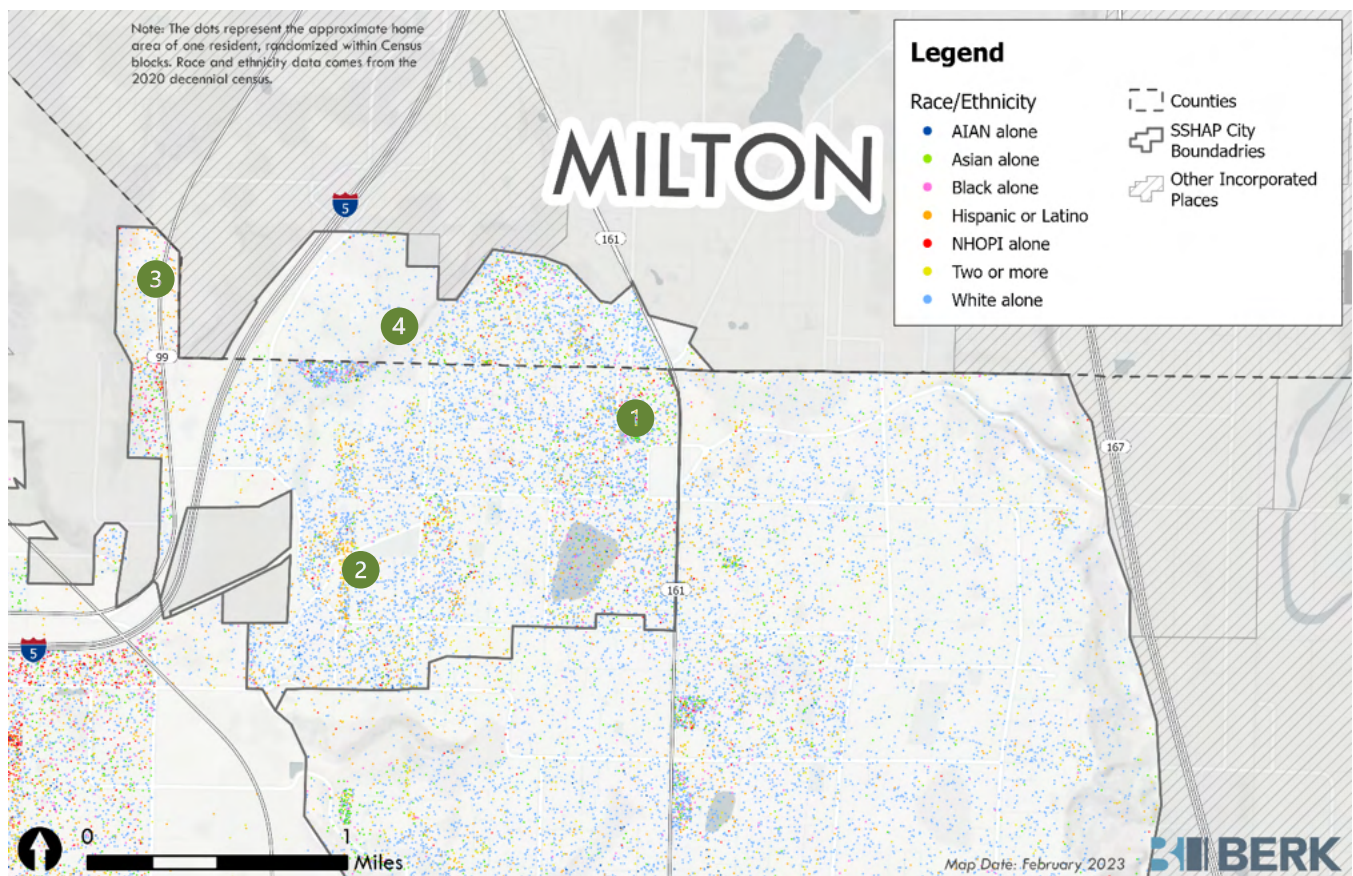 Note: The dots represent the approximate home
area of one resident, randomized within Census
blocks. Race and ethnicity data comes from the
2020 decennial census.
MILTON
Legend
Race/Ethnicity
AIAN alone
Asian alone
Black alone
Hispanic or Latino
NHOPI alone
Two or more
White alone
Counties
SSHAP City
Boundadries
Other Incorporated
Places
5
161
3
4
99
1
167
2
161
5
0
1
Miles
Map Date: February 2023
BERK